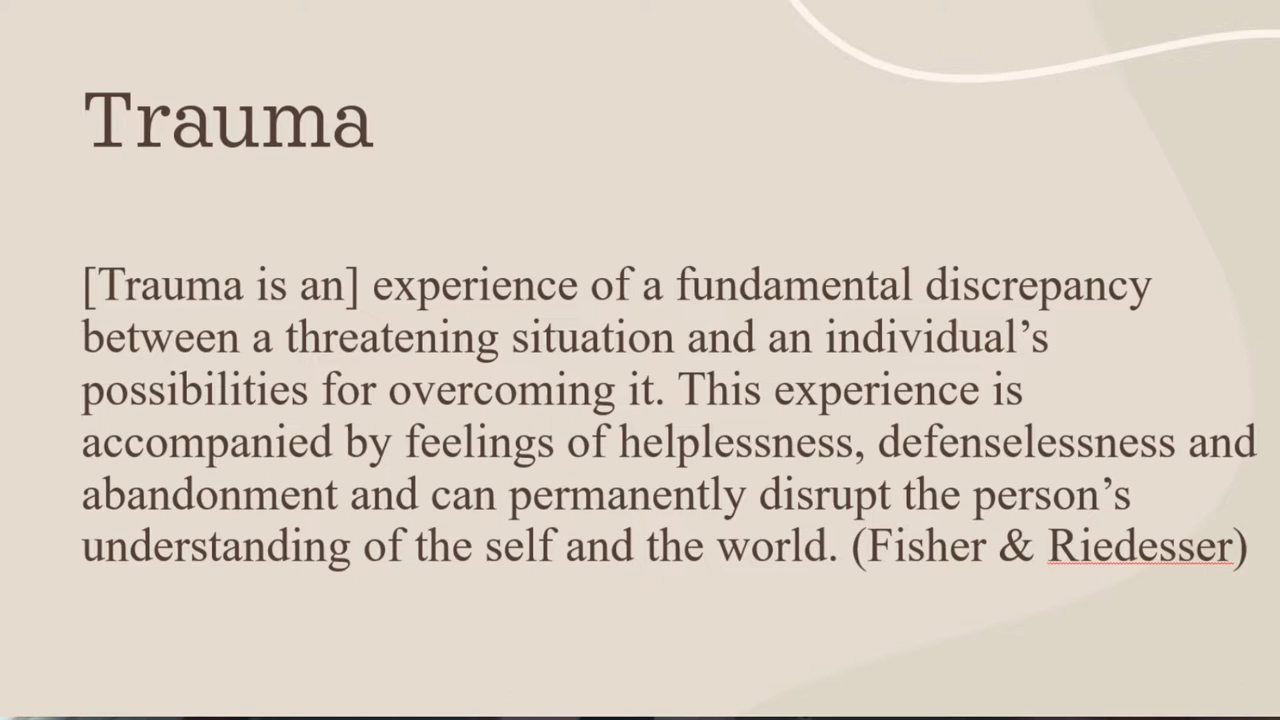 Trauma
[Trauma is an] experience of a fundamental discrepancy
between a threatening situation and an individual’s
possibilities for overcoming it. This experience is
accompanied by feelings of helplessness, defenselessness and
abandonment and can permanently disrupt the person’s
understanding of the self and the world. (Fisher & Riedesser)